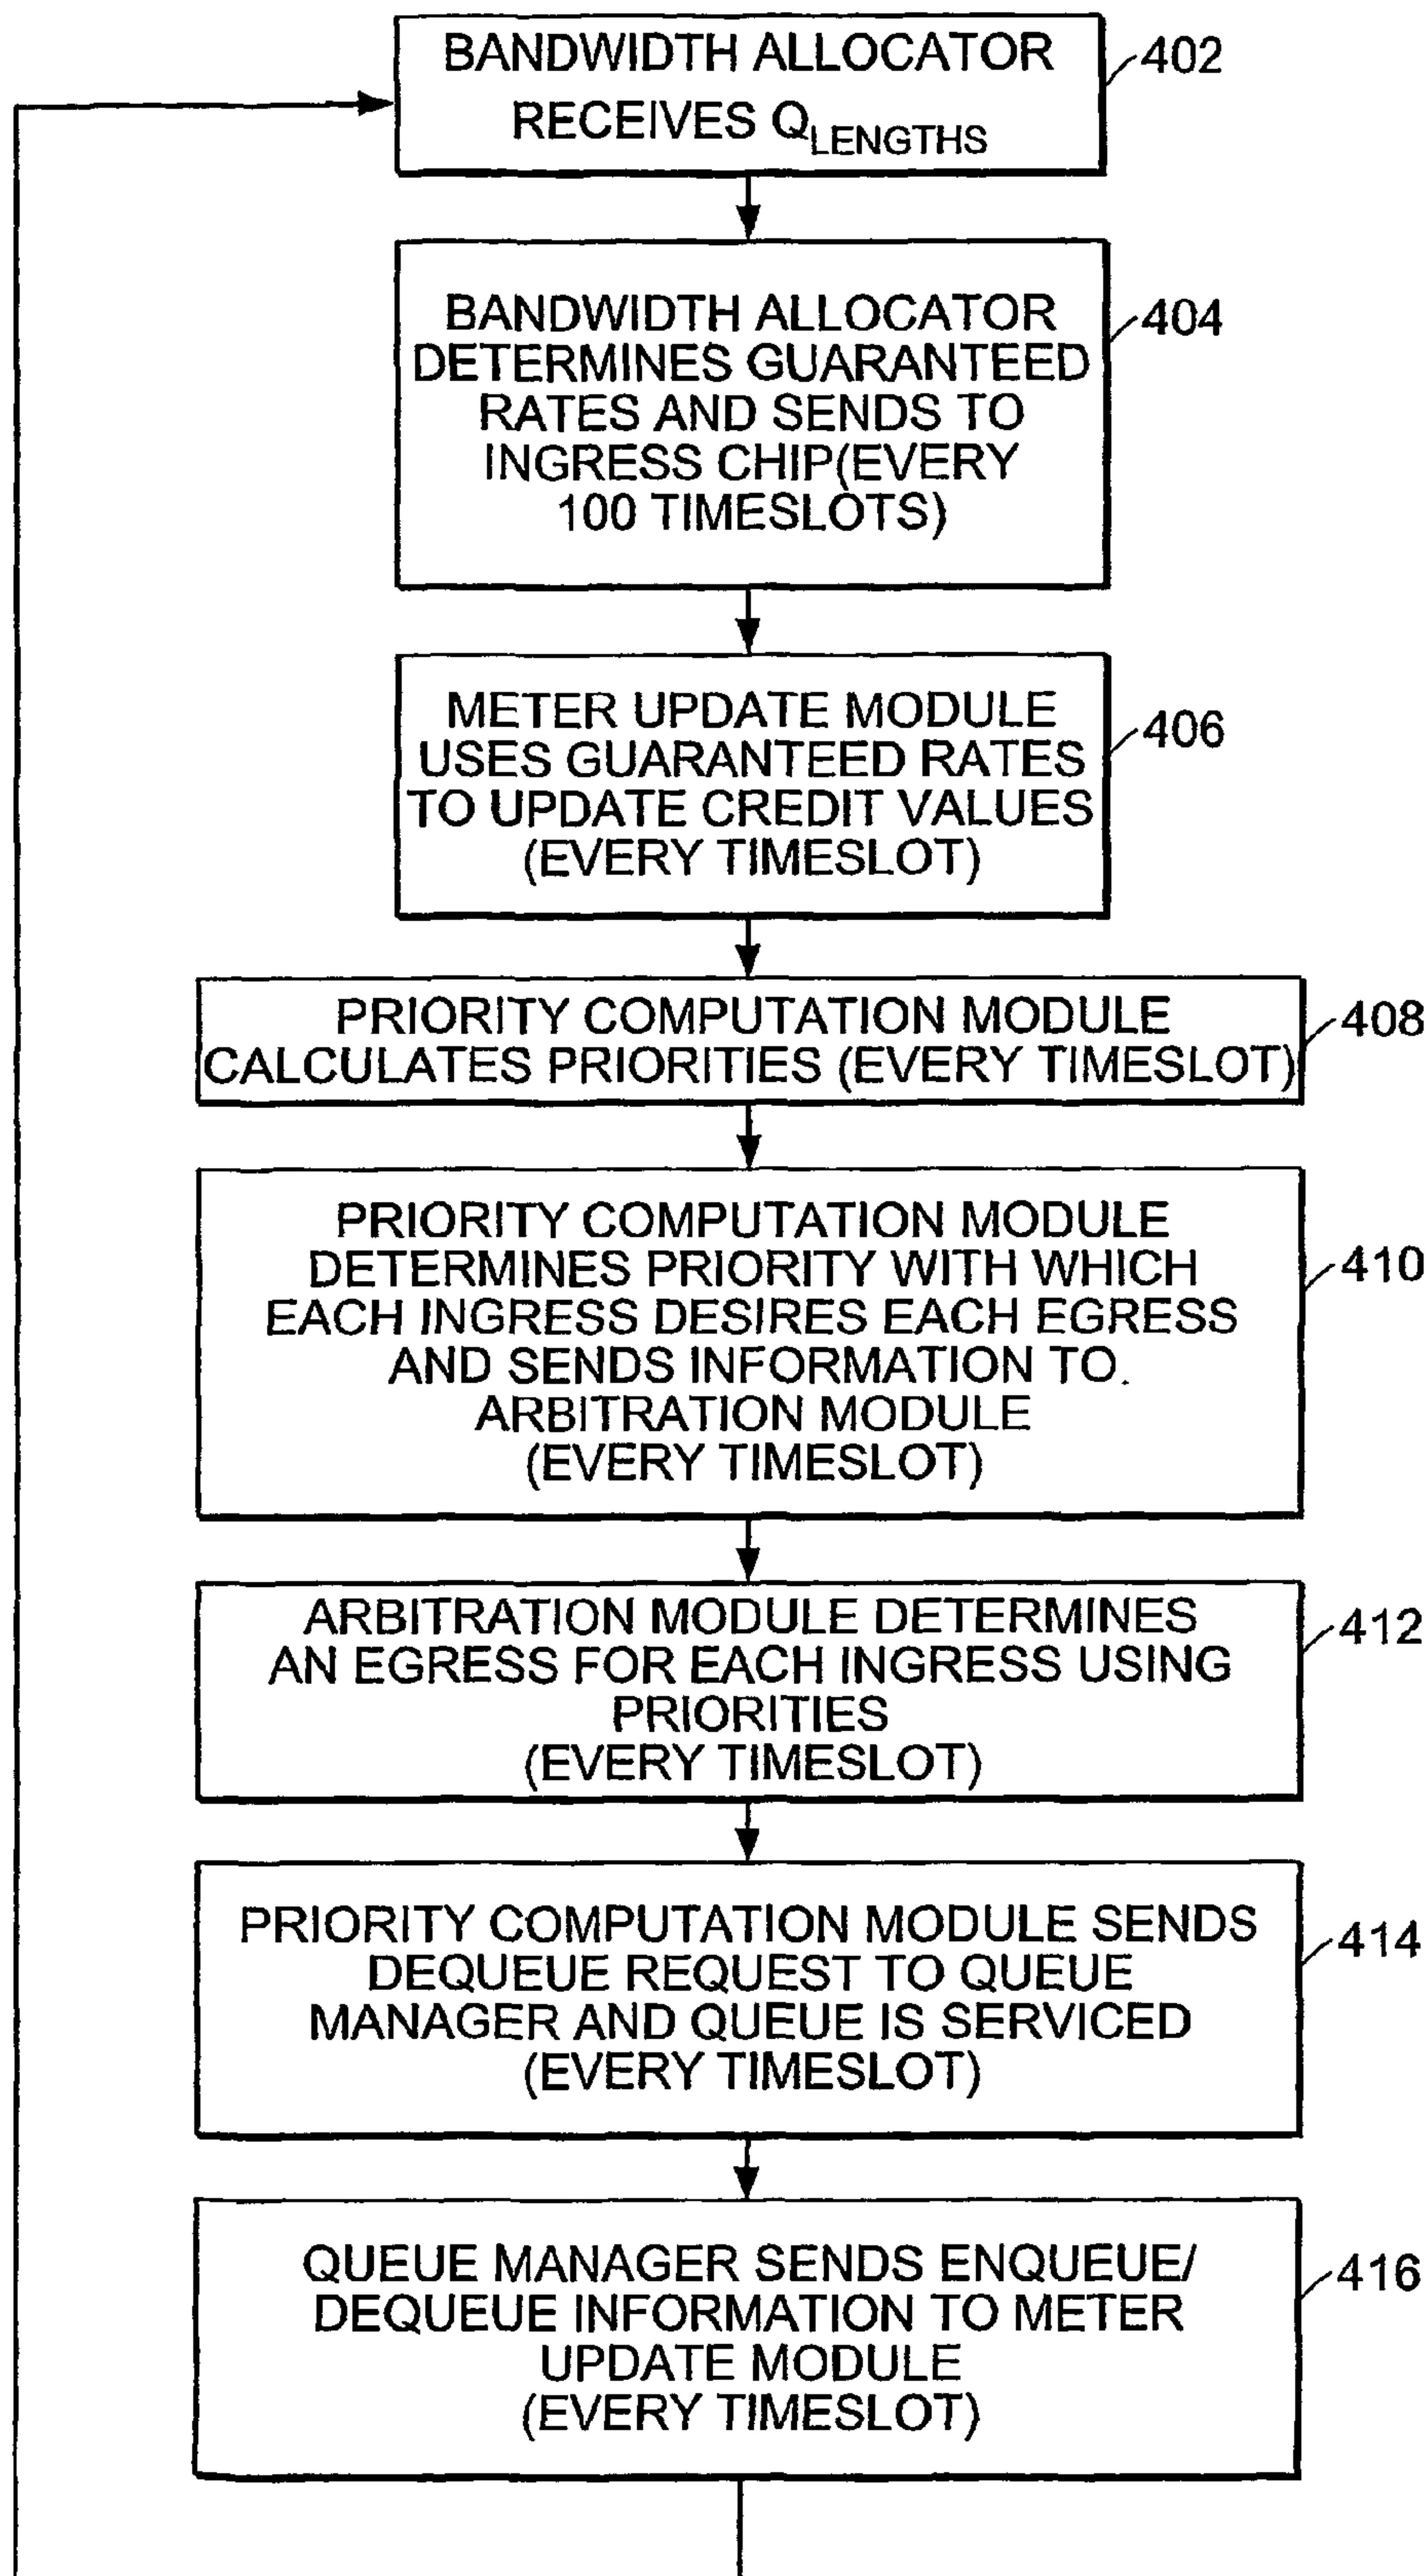 BANDWIDTH ALLOCATOR
RECEIVES QLENGTHS
402
BANDWIDTH ALLOCATOR
DETERMINES GUARANTEED
RATES AND SENDS TO
INGRESS CHIP(EVERY
100 TIMESLOTS)
404
METER UPDATE MODULE
USES GUARANTEED RATES
TO UPDATE CREDIT VALUES
(EVERY TIMESLOT)
406
PRIORITY COMPUTATION MODULE
CALCULATES PRIORITIES (EVERY TIMESLOT)
408
PRIORITY COMPUTATION MODULE
DETERMINES PRIORITY WITH WHICH
EACH INGRESS DESIRES EACH EGRESS
AND SENDS INFORMATION TO.
ARBITRATION MODULE
(EVERY TIMESLOT)
410
ARBITRATION MODULE DETERMINES
AN EGRESS FOR EACH INGRESS USING
PRIORITIES
(EVERY TIMESLOT)
412
PRIORITY COMPUTATION MODULE SENDS
DEQUEUE REQUEST TO QUEUE
MANAGER AND QUEUE IS SERVICED
(EVERY TIMESLOT)
414
QUEUE MANAGER SENDS ENQUEUE/
DEQUEUE INFORMATION TO METER
UPDATE MODULE
(EVERY TIMESLOT)
416